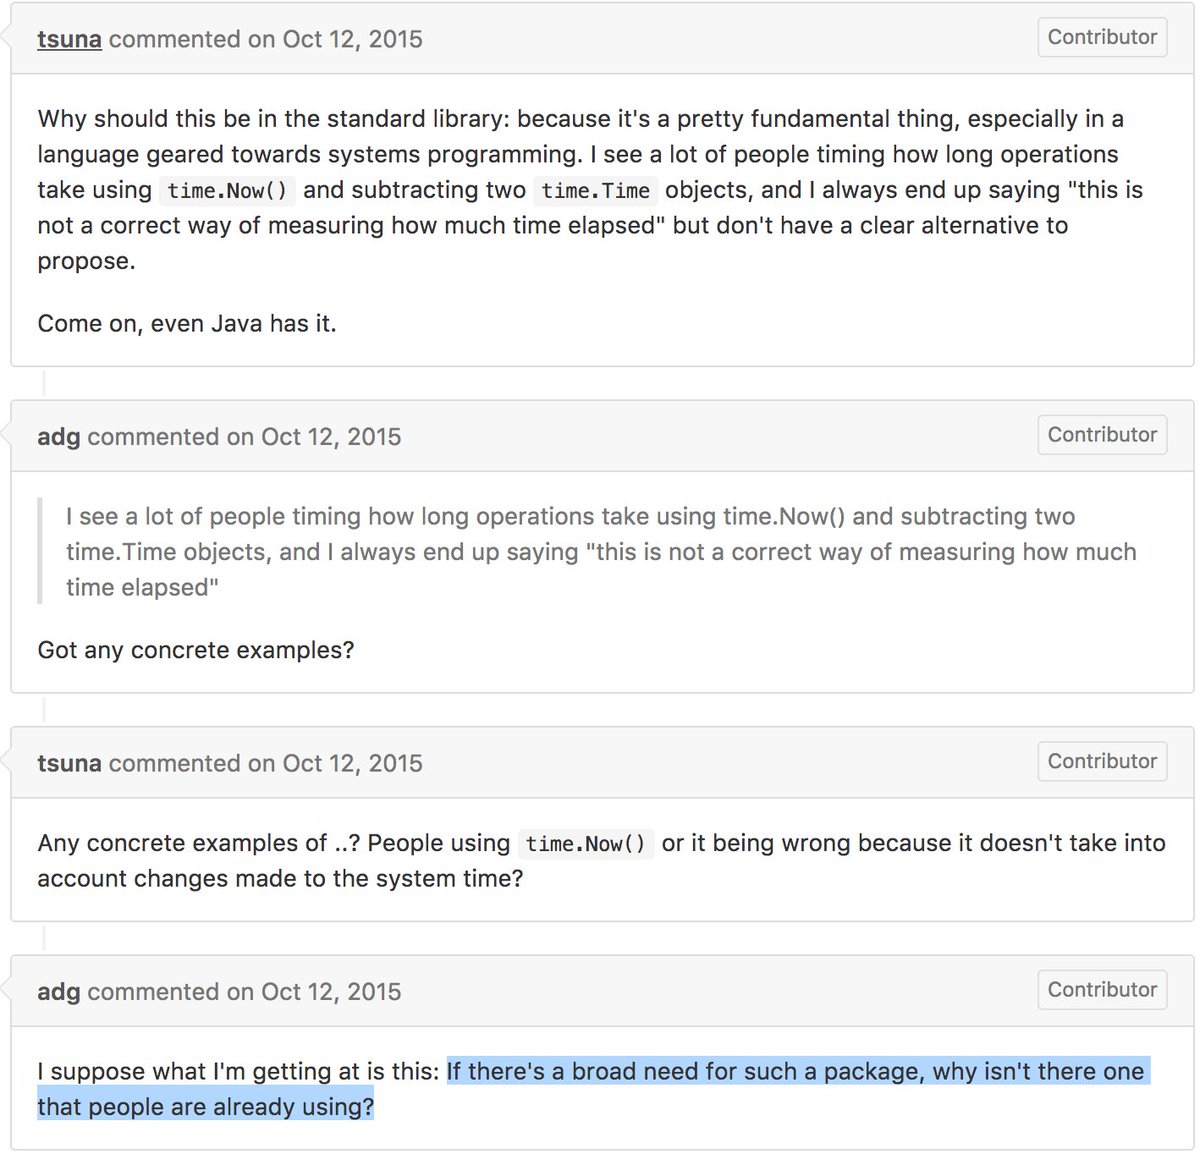 tsuna commented on Oct 12, 2015
Contributor
Why should this be in the standard library: because it's a pretty fundamental thing, especially in a
language geared towards systems programming. I see a lot of people timing how long operations
take using time.Now() and subtracting two time.Time objects, and I always end up saying "this is
not a correct way of measuring how much time elapsed" but don't have a clear alternative to
propose.
Come on, even Java has it.
adg commented on Oct 12, 2015
Contributor
I see a lot of people timing how long operations take using time.Now() and subtracting two
time.Time objects, and I always end up saying "this is not a correct way of measuring how much
time elapsed"
Got any concrete examples?
tsuna commented on Oct 12, 2015
Contributor
Any concrete examples of ..? People using time.Now() or it being wrong because it doesn't take into
account changes made to the system time?
adg commented on Oct 12, 2015
Contributor
I suppose what I'm getting at is this: If there's a broad need for such a package, why isn't there one
that people are already using?